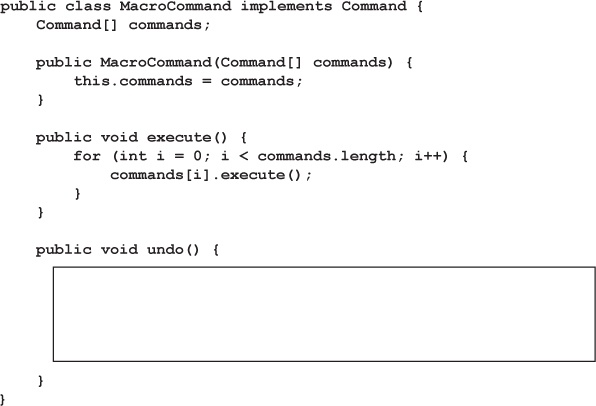 public class MacroCommand implements Command {
    Command[] commands;

    public MacroCommand(Command[] commands) {
        this.commands = commands;
    }

    public void execute() {
        for (int i = 0; i < commands.length; i++) {
            commands[i].execute();
        }
    }

    public void undo() {

    }
}